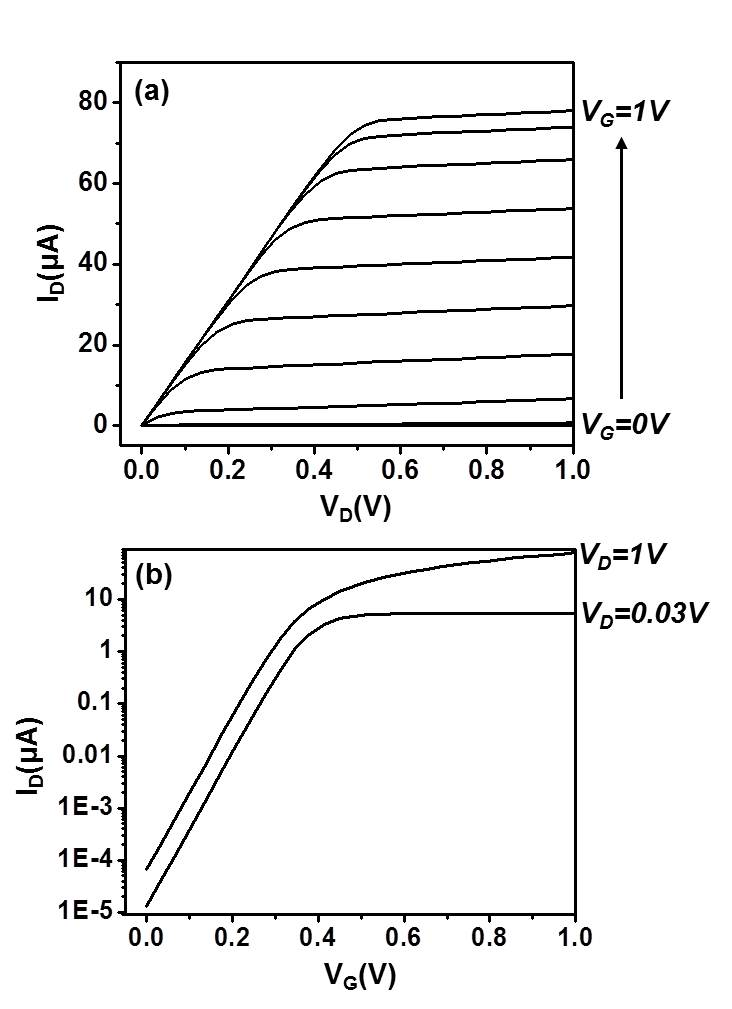 (a)
80
60
40
20
0
I_D(µA)
0.0 0.2 0.4 0.6 0.8 1.0
V_D(V)
V_G=1V
V_G=0V
(b)
10
1
0.1
0.01
1E-3
1E-4
1E-5
I_D(µA)
0.0 0.2 0.4 0.6 0.8 1.0
V_G(V)
V_D=1V
V_D=0.03V